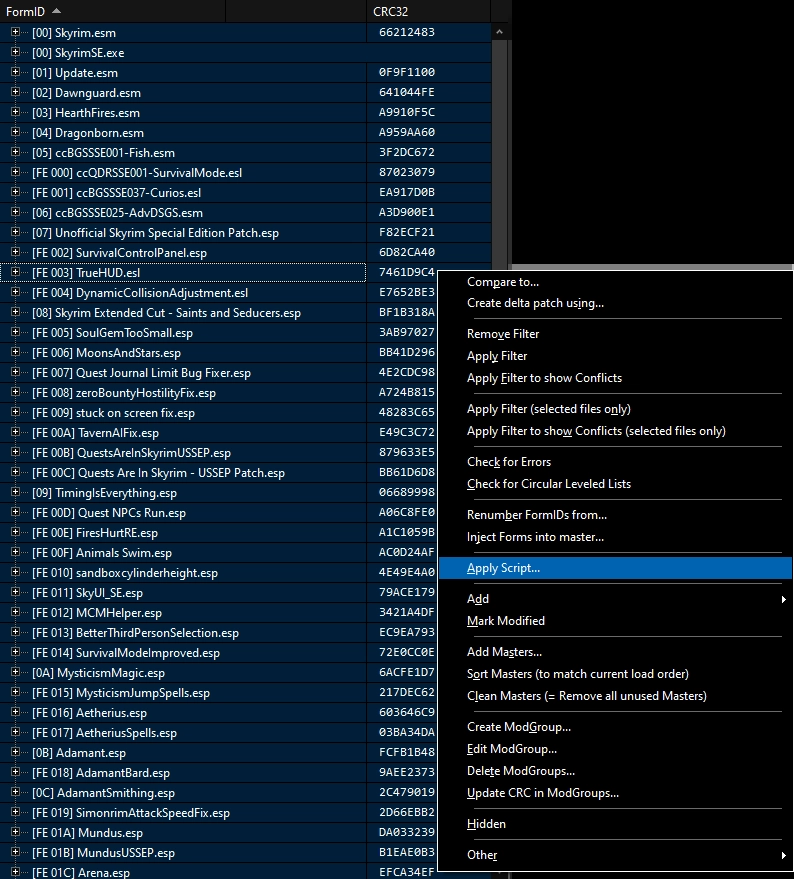 FormID CRC32
[00] Skyrim.esm 66212483
[00] SkyrimSE.exe
[01] Update.esm 0F9F1100
[02] Dawnguard.esm 641044FE
[03] HearthFires.esm A9910F5C
[04] Dragonborn.esm A959AA60
[05] ccBGSSSE001-Fish.esm 3F2DC672
[FE 000] ccQDRSSE001-SurvivalMode.esl 87023079
[FE 001] ccBGSSSE037-Curios.esl EA917D0B
[06] ccBGSSSE025-AdvDSGS.esm A3D900E1
[07] Unofficial Skyrim Special Edition Patch.esp F82ECF21
[FE 002] SurvivalControlPanel.esp 6D82CA40
[FE 003] TrueHUD.esl 7461D9C4
[FE 004] DynamicCollisionAdjustment.esl E7652BE3
[08] Skyrim Extended Cut - Saints and Seducers.esp BF1B318A
[FE 005] SoulGemTooSmall.esp 3AB97027
[FE 006] MoonsAndStars.esp BB41D296
[FE 007] Quest Journal Limit Bug Fixer.esp 4E2CDC98
[FE 008] zeroBountyHostilityFix.esp A724B815
[FE 009] stuck on screen fix.esp 48283C65
[FE 00A] TavernAIFix.esp E49C3C72
[FE 00B] QuestsAreInSkyrimUSSEP.esp 879633E5
[FE 00C] Quests Are In Skyrim - USSEP Patch.esp BB61D6D8
[09] TimingIsEverything.esp 06689998
[FE 00D] Quest NPCs Run.esp A06C8FE0
[FE 00E] FiresHurtRE.esp A1C1059B
[FE 00F] Animals Swim.esp AC0D24AF
[FE 010] sandboxcylinderheight.esp 4E49E4A0
[FE 011] SkyUI_SE.esp 79ACE179
[FE 012] MCMHelper.esp 3421A4DF
[FE 013] BetterThirdPersonSelection.esp EC9EA793
[FE 014] SurvivalModeImproved.esp 72E0CC0E
[0A] MysticismMagic.esp 6ACFE1D7
[FE 015] MysticismJumpSpells.esp 217DEC62
[FE 016] Aetherius.esp 603646C9
[FE 017] AetheriusSpells.esp 03BA34DA
[0B] Adamant.esp FCFB1B48
[FE 018] AdamantBard.esp 9AEE2373
[0C] AdamantSmithing.esp 2C479019
[FE 019] SimonrimAttackSpeedFix.esp 2D66EBB2
[FE 01A] Mundus.esp DA033239
[FE 01B] MundusUSSEP.esp B1EAE0B3
[FE 01C] Arena.esp EFCA34EF
Compare to...
Create delta patch using...
Remove Filter
Apply Filter
Apply Filter to show Conflicts
Apply Filter (selected files only)
Apply Filter to show Conflicts (selected files only)
Check for Errors
Check for Circular Leveled Lists
Renumber FormIDs from...
Inject Forms into master...
Apply Script...
Add
Mark Modified
Add Masters...
Sort Masters (to match current load order)
Clean Masters (= Remove all unused Masters)
Create ModGroup...
Edit ModGroup...
Delete ModGroups...
Update CRC in ModGroups...
Hidden
Other